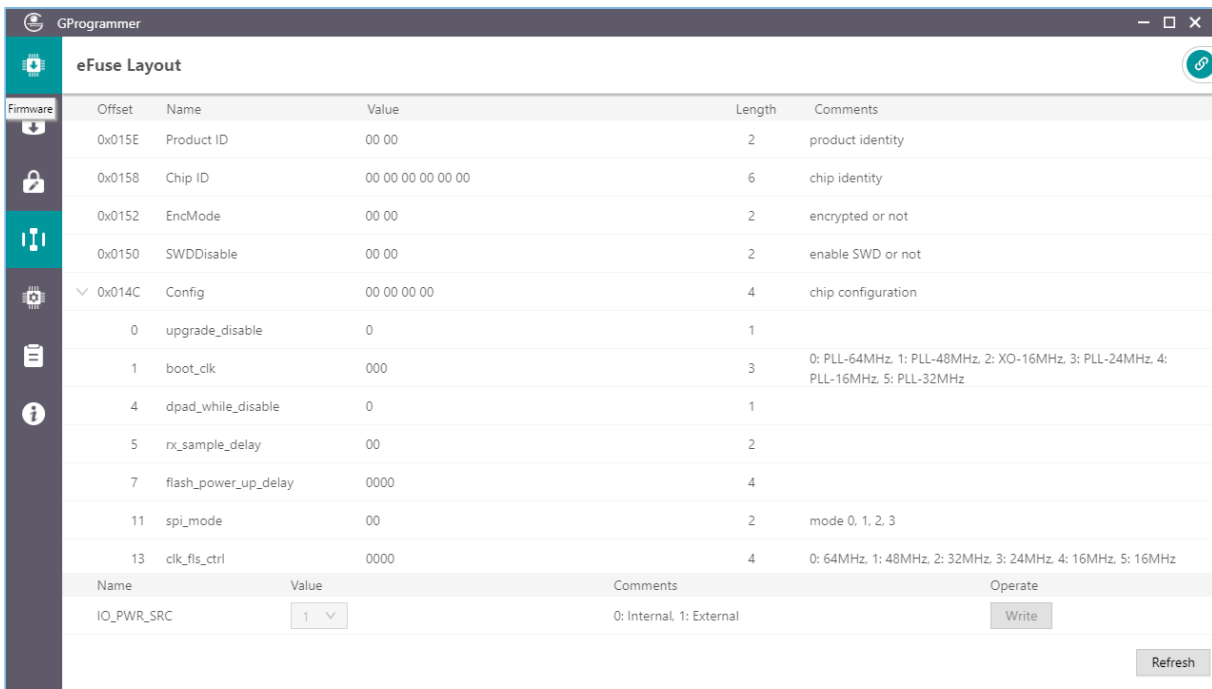 GProgrammer
eFuse Layout
Firmware
Offset Name Value Length Comments
0x015E Product ID 00 00 2 product identity
0x0158 Chip ID 00 00 00 00 00 00 6 chip identity
0x0152 EncMode 00 00 2 encrypted or not
0x0150 SWDDisable 00 00 2 enable SWD or not
0x014C Config 00 00 00 00 4 chip configuration
0 upgrade_disable 0 1
1 boot_clk 000 3 0: PLL-64MHz, 1: PLL-48MHz, 2: XO-16MHz, 3: PLL-24MHz, 4:
PLL-16MHz, 5: PLL-32MHz
4 dpad_while_disable 0 1
5 rx_sample_delay 00 2
7 flash_power_up_delay 0000 4
11 spi_mode 00 2 mode 0, 1, 2, 3
13 clk_fls_ctrl 0000 4 0: 64MHz, 1: 48MHz, 2: 32MHz, 3: 24MHz, 4: 16MHz, 5: 16MHz
Name Value Comments Operate
IO_PWR_SRC 1 0: Internal, 1: External Write
Refresh